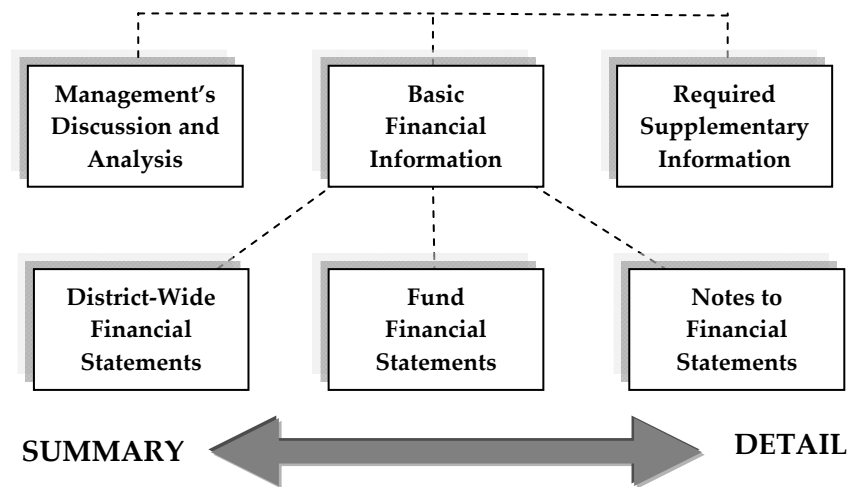 Management’s
Discussion and
Analysis
Basic
Financial
Information
Required
Supplementary
Information
District-Wide
Financial
Statements
Fund
Financial
Statements
Notes to
Financial
Statements
SUMMARY
DETAIL